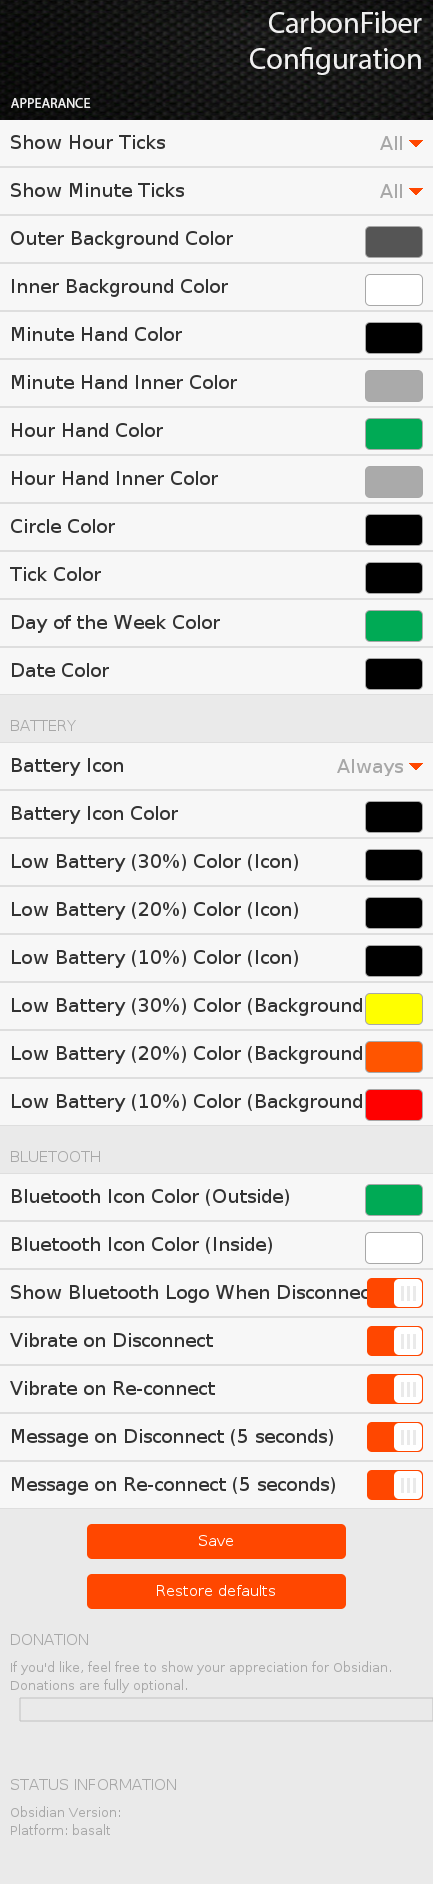 CarbonFiber
Configuration
APPEARANCE
Show Hour Ticks All
Show Minute Ticks All
Outer Background Color
Inner Background Color
Minute Hand Color
Minute Hand Inner Color
Hour Hand Color
Hour Hand Inner Color
Circle Color
Tick Color
Day of the Week Color
Date Color
BATTERY
Battery Icon Always
Battery Icon Color
Low Battery (30%) Color (Icon)
Low Battery (20%) Color (Icon)
Low Battery (10%) Color (Icon)
Low Battery (30%) Color (Background
Low Battery (20%) Color (Background
Low Battery (10%) Color (Background
BLUETOOTH
Bluetooth Icon Color (Outside)
Bluetooth Icon Color (Inside)
Show Bluetooth Logo When Disconnec
Vibrate on Disconnect
Vibrate on Re-connect
Message on Disconnect (5 seconds)
Message on Re-connect (5 seconds)
Save
Restore defaults
DONATION
If you'd like, feel free to show your appreciation for Obsidian.
Donations are fully optional.
STATUS INFORMATION
Obsidian Version:
Platform: basalt